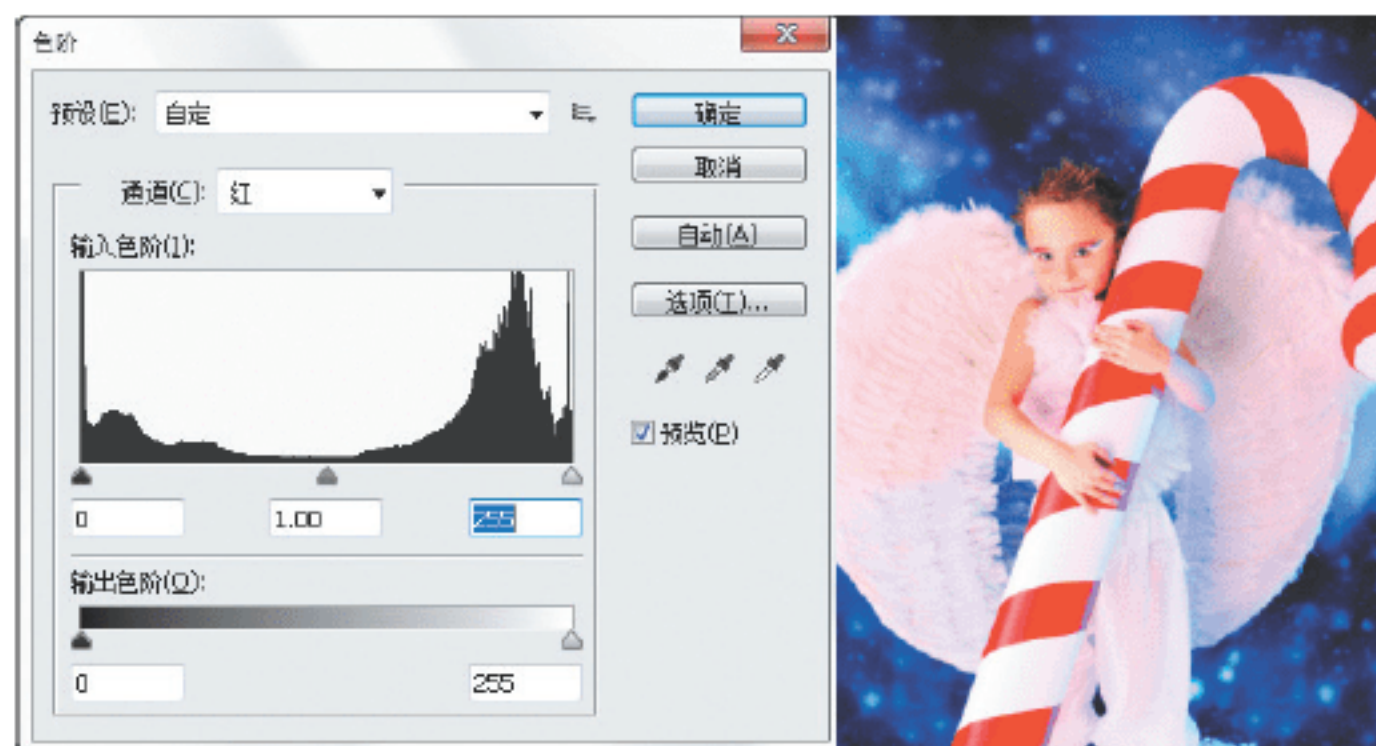 色阶
预设(E): 自定
确定
取消
通道(C): 红
自动(A)
输入色阶(I):
选项(T)...
预览(P)
0 1.00 255
输出色阶(O):
0 255